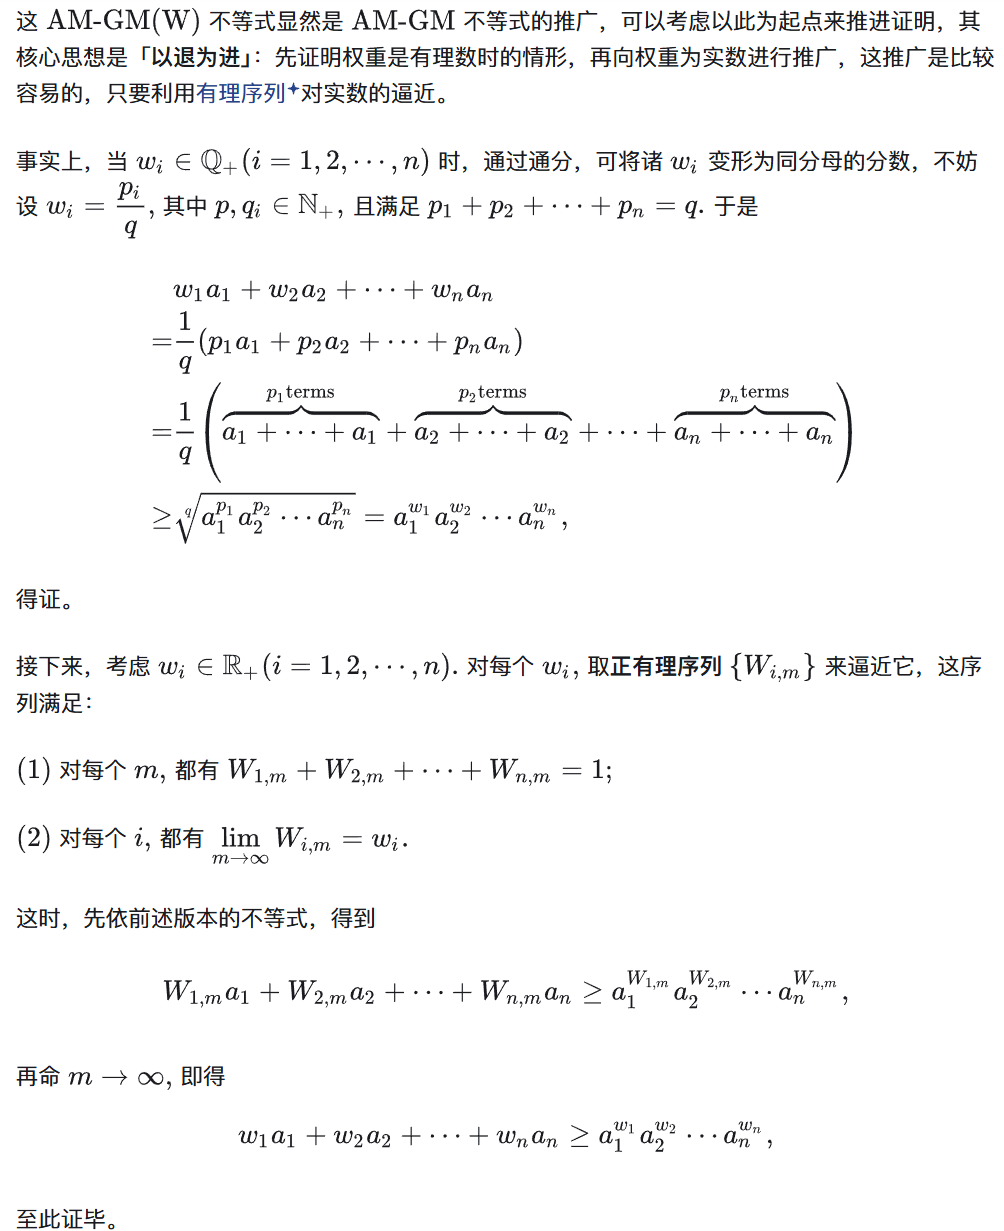 这 AM-GM(W) 不等式显然是 AM-GM 不等式的推广，可以考虑以此为起点来推进证明，其
核心思想是「以退为进」：先证明权重是有理数时的情形，再向权重为实数进行推广，这推广是比较
容易的，只要利用有理序列✦对实数的逼近。
事实上，当 $w_i \in \mathbb{Q}_+(i = 1, 2, \cdots, n)$ 时，通过通分，可将诸 $w_i$ 变形为同分母的分数，不妨
设 $w_i = \dfrac{p_i}{q}$, 其中 $p, q_i \in \mathbb{N}_+$, 且满足 $p_1 + p_2 + \cdots + p_n = q.$ 于是
$w_1a_1 + w_2a_2 + \cdots + w_na_n$
$= \dfrac{1}{q}(p_1a_1 + p_2a_2 + \cdots + p_na_n)$
$= \dfrac{1}{q}\left(\overbrace{a_1 + \cdots + a_1}^{p_1\text{terms}} + \overbrace{a_2 + \cdots + a_2}^{p_2\text{terms}} + \cdots + \overbrace{a_n + \cdots + a_n}^{p_n\text{terms}}\right)$
$\geq \sqrt[q]{a_1^{p_1}a_2^{p_2} \cdots a_n^{p_n}} = a_1^{w_1}a_2^{w_2} \cdots a_n^{w_n},$
得证。
接下来，考虑 $w_i \in \mathbb{R}_+(i = 1, 2, \cdots, n).$ 对每个 $w_i$, 取正有理序列 $\{W_{i,m}\}$ 来逼近它，这序
列满足：
(1) 对每个 $m$, 都有 $W_{1,m} + W_{2,m} + \cdots + W_{n,m} = 1;$
(2) 对每个 $i$, 都有 $\lim\limits_{m \to \infty} W_{i,m} = w_i.$
这时，先依前述版本的不等式，得到
$W_{1,m}a_1 + W_{2,m}a_2 + \cdots + W_{n,m}a_n \geq a_1^{W_{1,m}}a_2^{W_{2,m}} \cdots a_n^{W_{n,m}},$
再命 $m \to \infty$, 即得
$w_1a_1 + w_2a_2 + \cdots + w_na_n \geq a_1^{w_1}a_2^{w_2} \cdots a_n^{w_n},$
至此证毕。